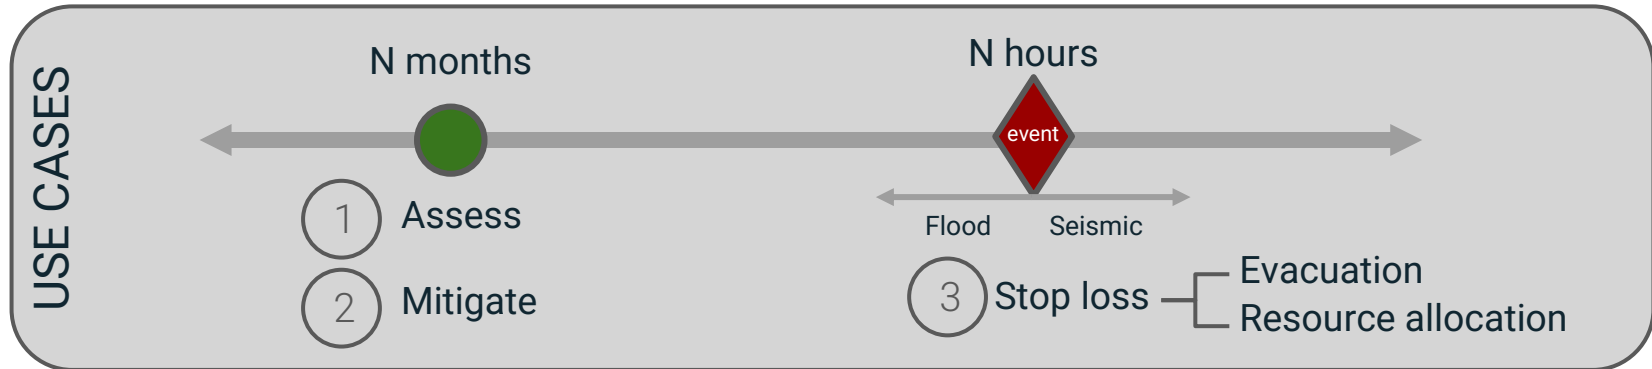 USE CASES
N months
N hours
event
1 Assess
2 Mitigate
Flood
Seismic
3 Stop loss
Evacuation
Resource allocation